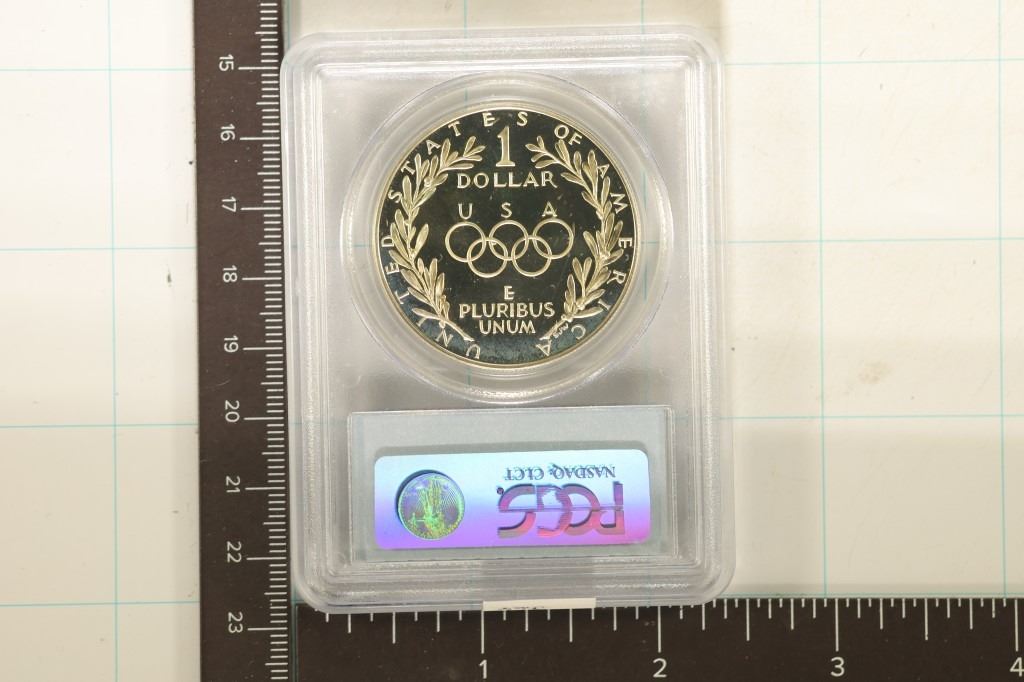 UNITED STATES OF AMERICA
1
DOLLAR
U S A
E
PLURIBUS
UNUM
NASDAQ, CLCT
PCGS.
15
16
17
18
19
20
21
22
23
1
2
3
4